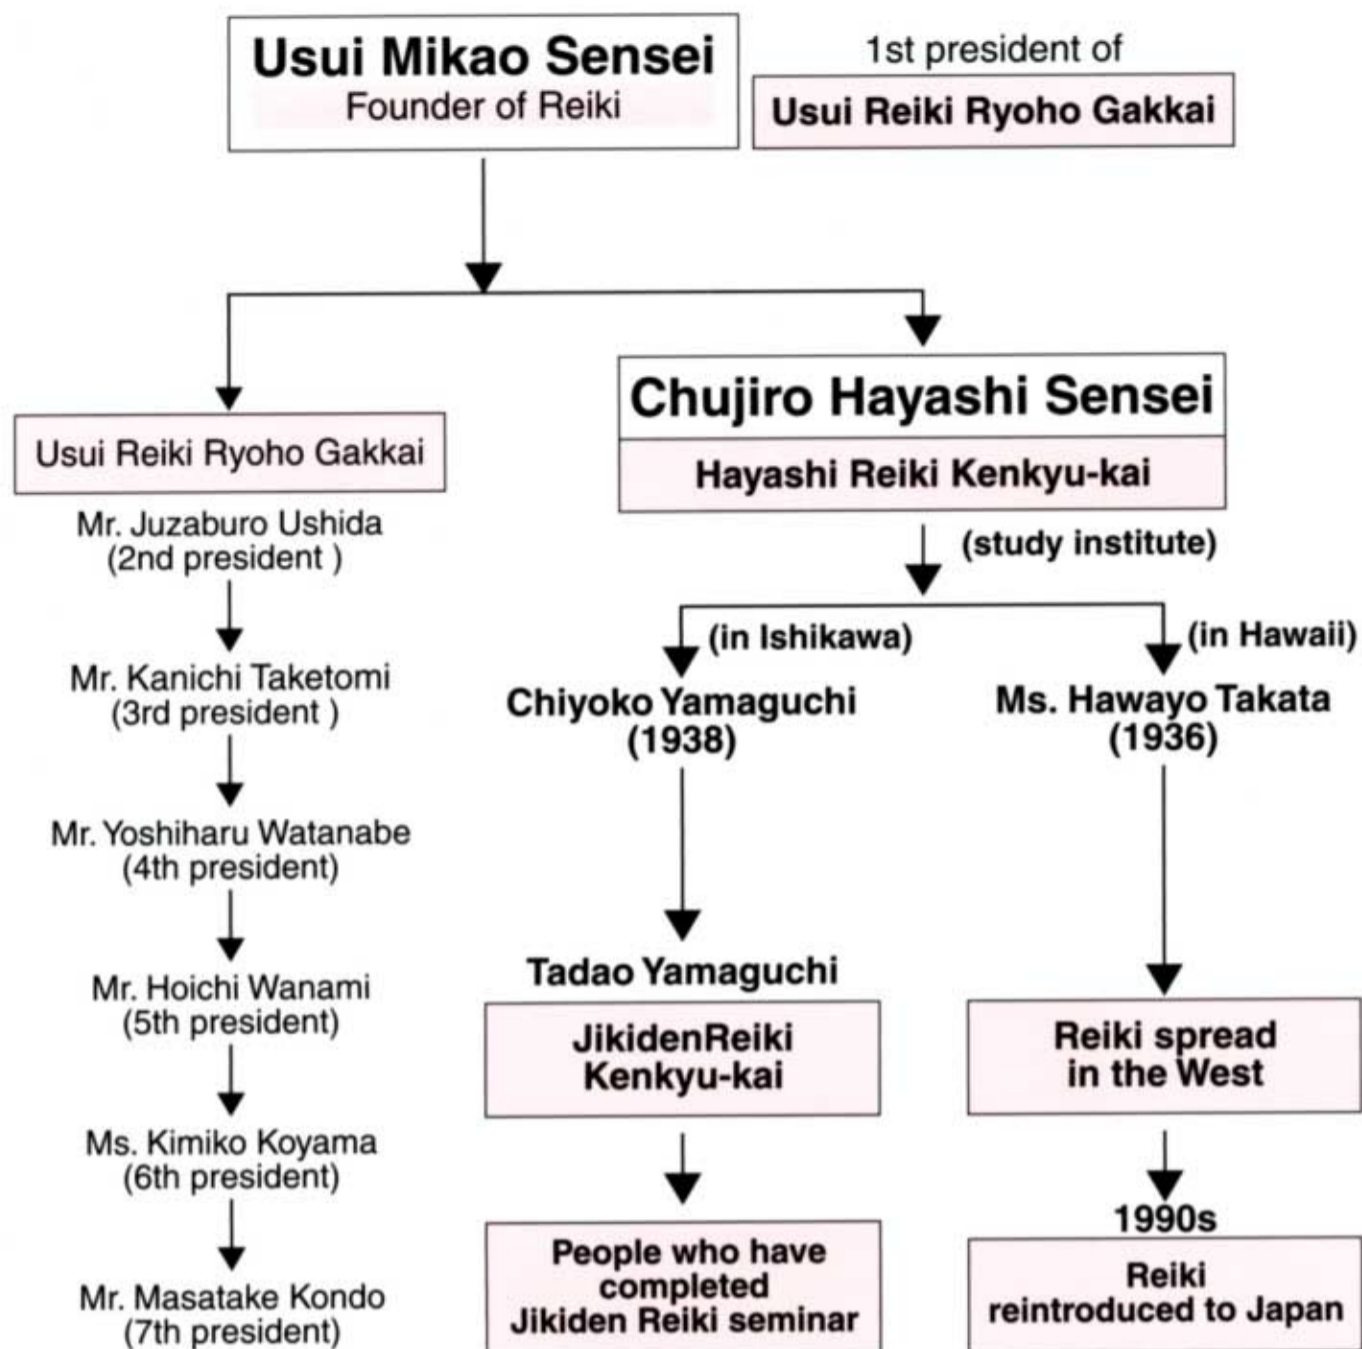 Usui Mikao Sensei
Founder of Reiki
1st president of
Usui Reiki Ryoho Gakkai
Usui Reiki Ryoho Gakkai
Mr. Juzaburo Ushida
(2nd president )
Mr. Kanichi Taketomi
(3rd president )
Mr. Yoshiharu Watanabe
(4th president)
Mr. Hoichi Wanami
(5th president)
Ms. Kimiko Koyama
(6th president)
Mr. Masatake Kondo
(7th president)
Chujiro Hayashi Sensei
Hayashi Reiki Kenkyu-kai
(study institute)
(in Ishikawa)
Chiyoko Yamaguchi
(1938)
Tadao Yamaguchi
JikidenReiki
Kenkyu-kai
People who have
completed
Jikiden Reiki seminar
(in Hawaii)
Ms. Hawayo Takata
(1936)
Reiki spread
in the West
1990s
Reiki
reintroduced to Japan